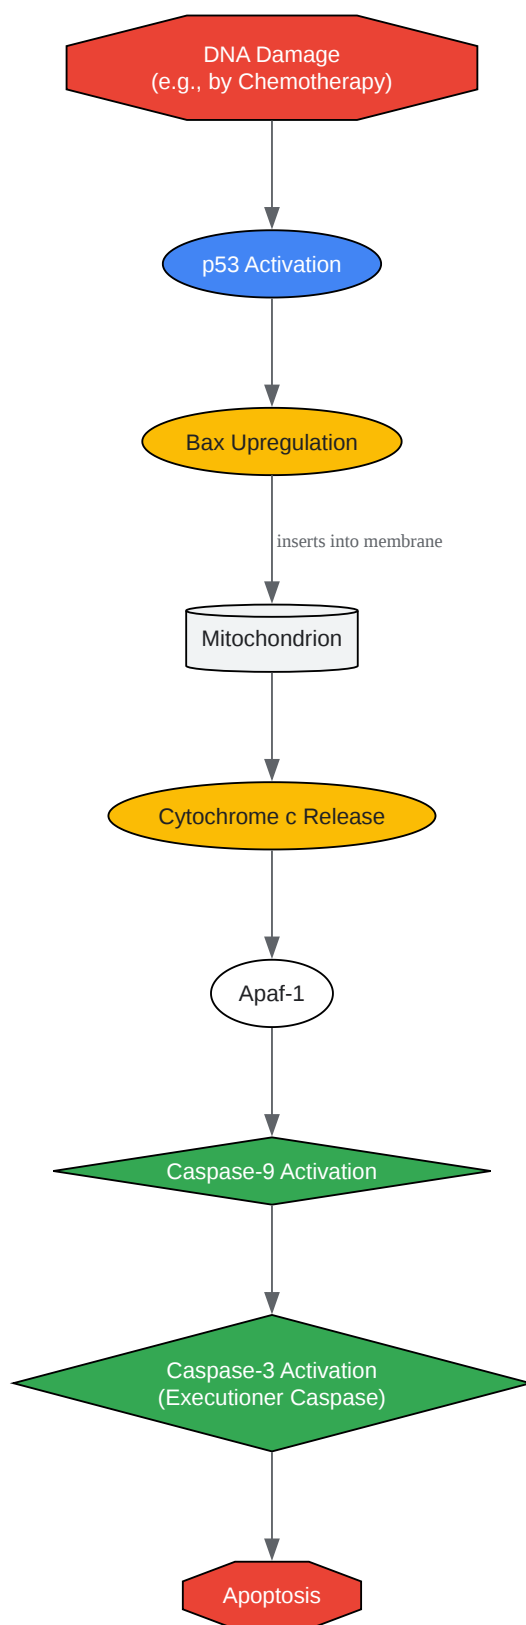 DNA Damage
(e.g., by Chemotherapy)
p53 Activation
Bax Upregulation
inserts into membrane
Mitochondrion
Cytochrome c Release
Apaf-1
Caspase-9 Activation
Caspase-3 Activation
(Executioner Caspase)
Apoptosis